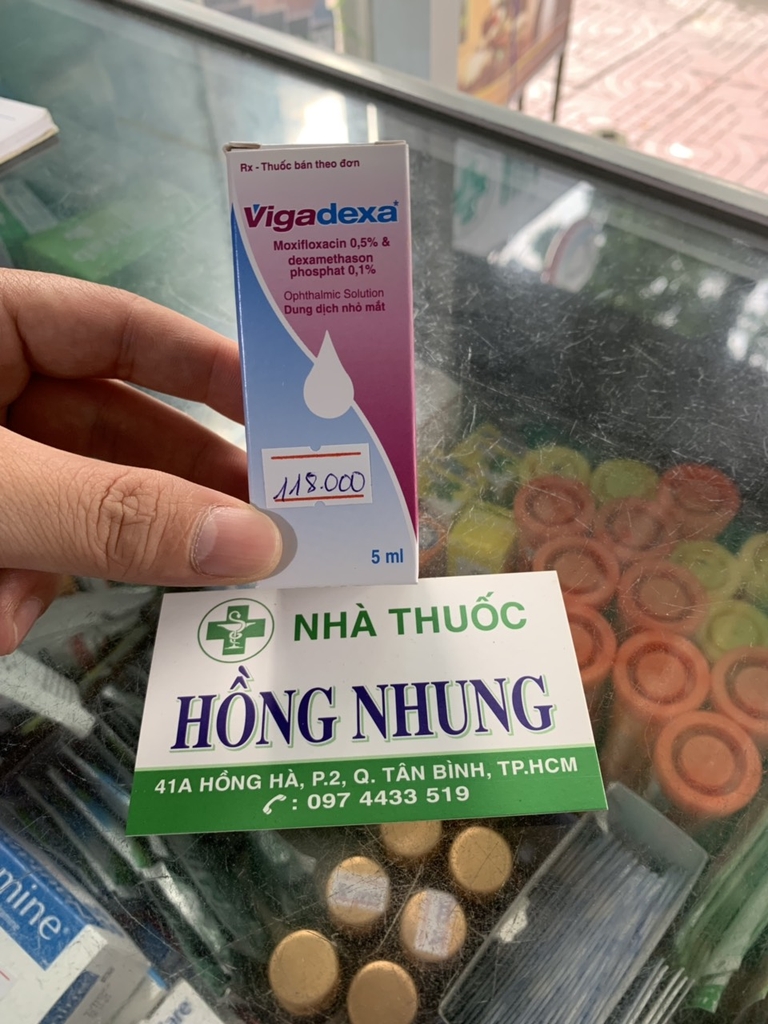 Rx - Thuốc bán theo đơn
Vigadexa
Moxifloxacin 0,5% &
dexamethason
phosphat 0,1%
Ophthalmic Solution
Dung dịch nhỏ mắt
118.000
5 ml
NHÀ THUỐC
HỒNG NHUNG
41A HỒNG HÀ, P.2, Q. TÂN BÌNH, TP.HCM
: 097 4433 519
mine